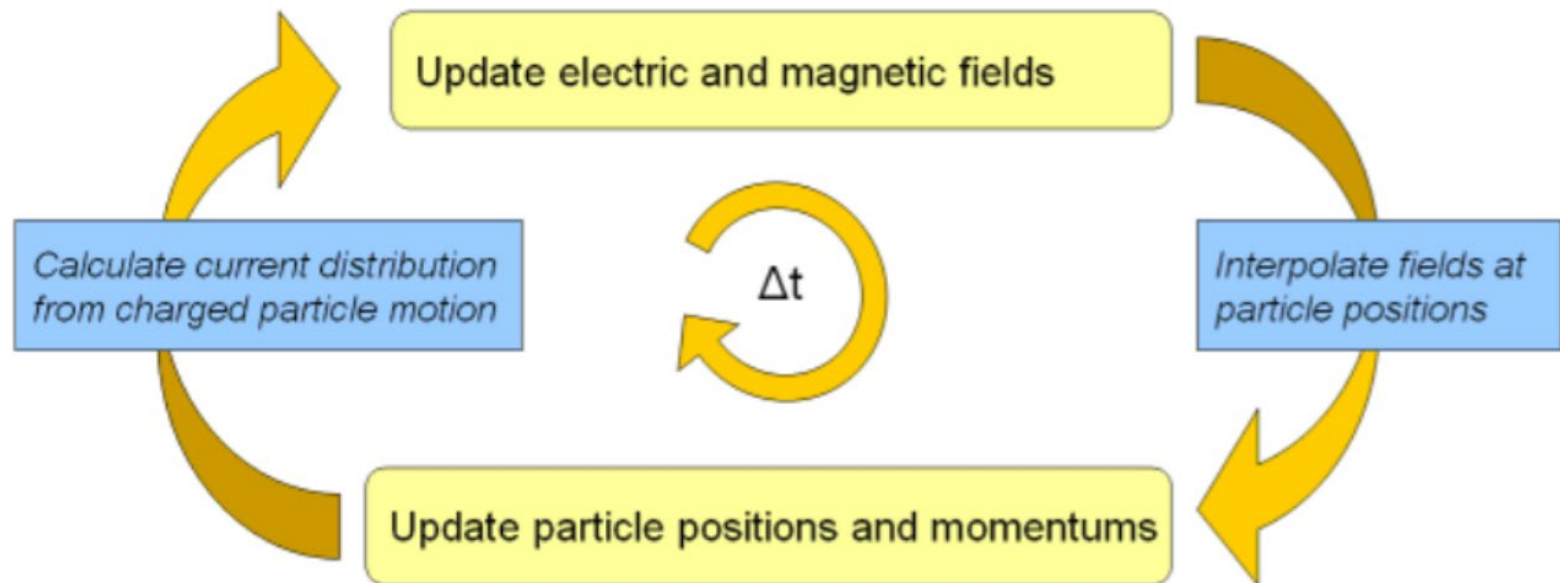 Update electric and magnetic fields
Calculate current distribution
from charged particle motion
Δt
Interpolate fields at
particle positions
Update particle positions and momentums